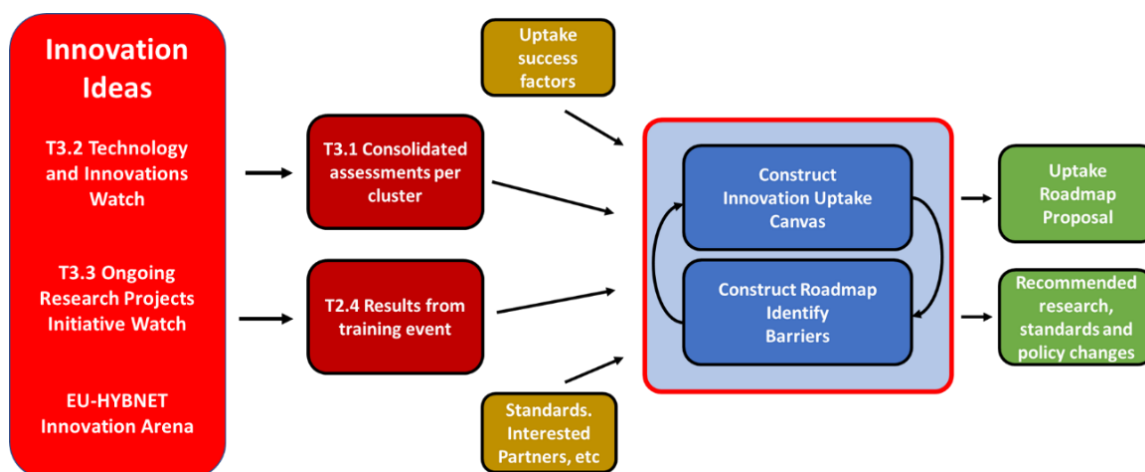 Innovation
Ideas
T3.2 Technology
and Innovations
Watch
T3.3 Ongoing
Research Projects
Initiative Watch
EU-HYBNET
Innovation Arena
T3.1 Consolidated
assessments per
cluster
T2.4 Results from
training event
Uptake
success
factors
Standards.
Interested
Partners, etc
Construct
Innovation Uptake
Canvas
Construct Roadmap
Identify
Barriers
Uptake
Roadmap
Proposal
Recommended
research,
standards and
policy changes